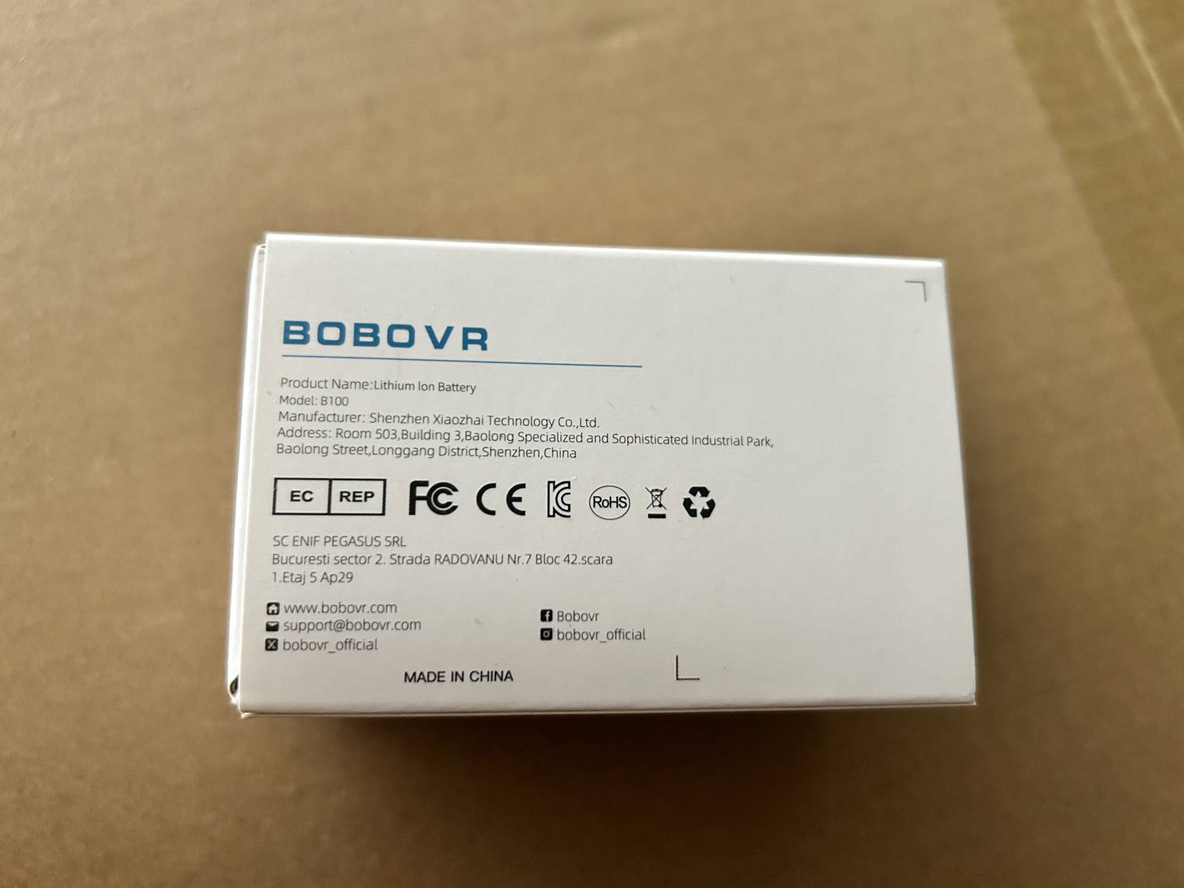 BOBOVR
Product Name:Lithium Ion Battery
Model: B100
Manufacturer: Shenzhen Xiaozhai Technology Co.,Ltd.
Address: Room 503,Building 3,Baolong Specialized and Sophisticated Industrial Park,
Baolong Street,Longgang District,Shenzhen,China
EC REP FC CE KC RoHS
SC ENIF PEGASUS SRL
Bucuresti sector 2. Strada RADOVANU Nr.7 Bloc 42.scara
1.Etaj 5 Ap29
www.bobovr.com
support@bobovr.com
bobovr_official
Bobovr
bobovr_official
MADE IN CHINA